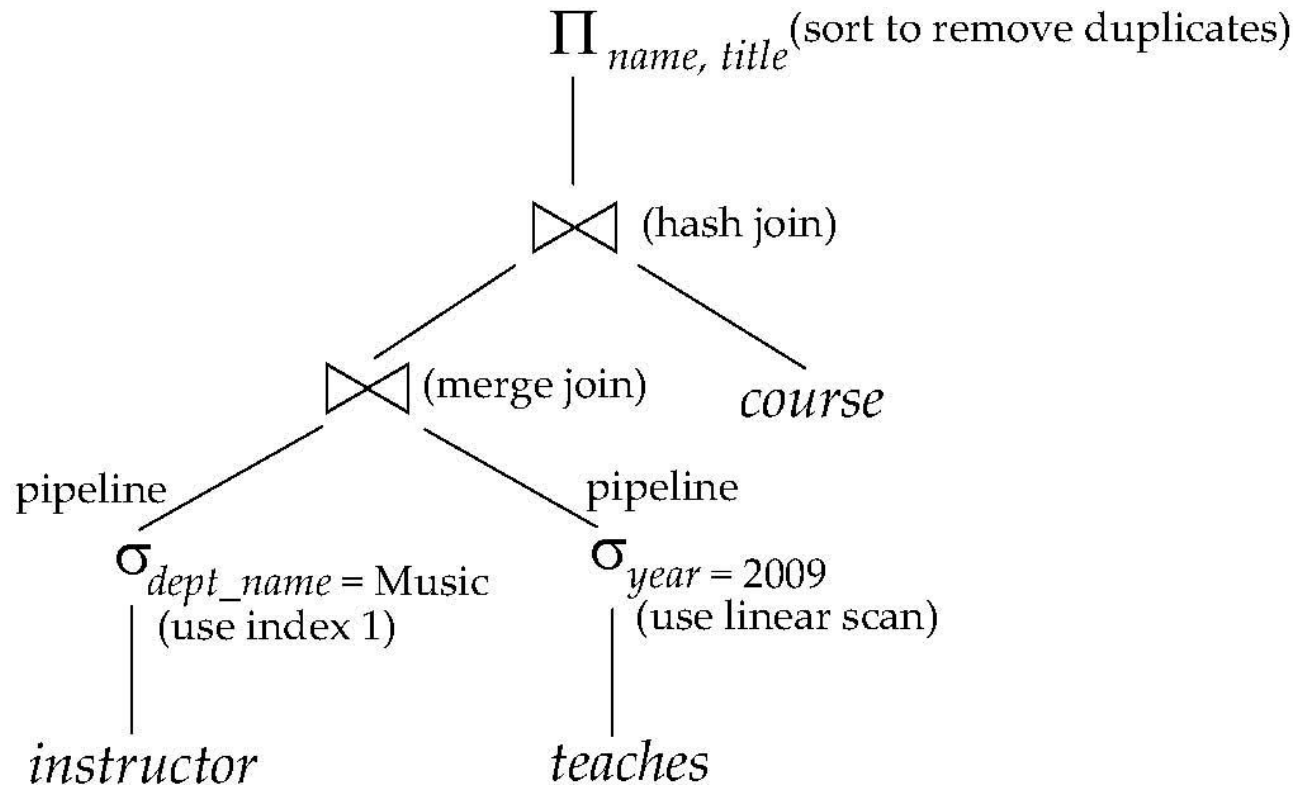 Π name, title (sort to remove duplicates)
(hash join)
(merge join)
course
pipeline
pipeline
σ dept_name = Music
(use index 1)
σ year = 2009
(use linear scan)
instructor
teaches